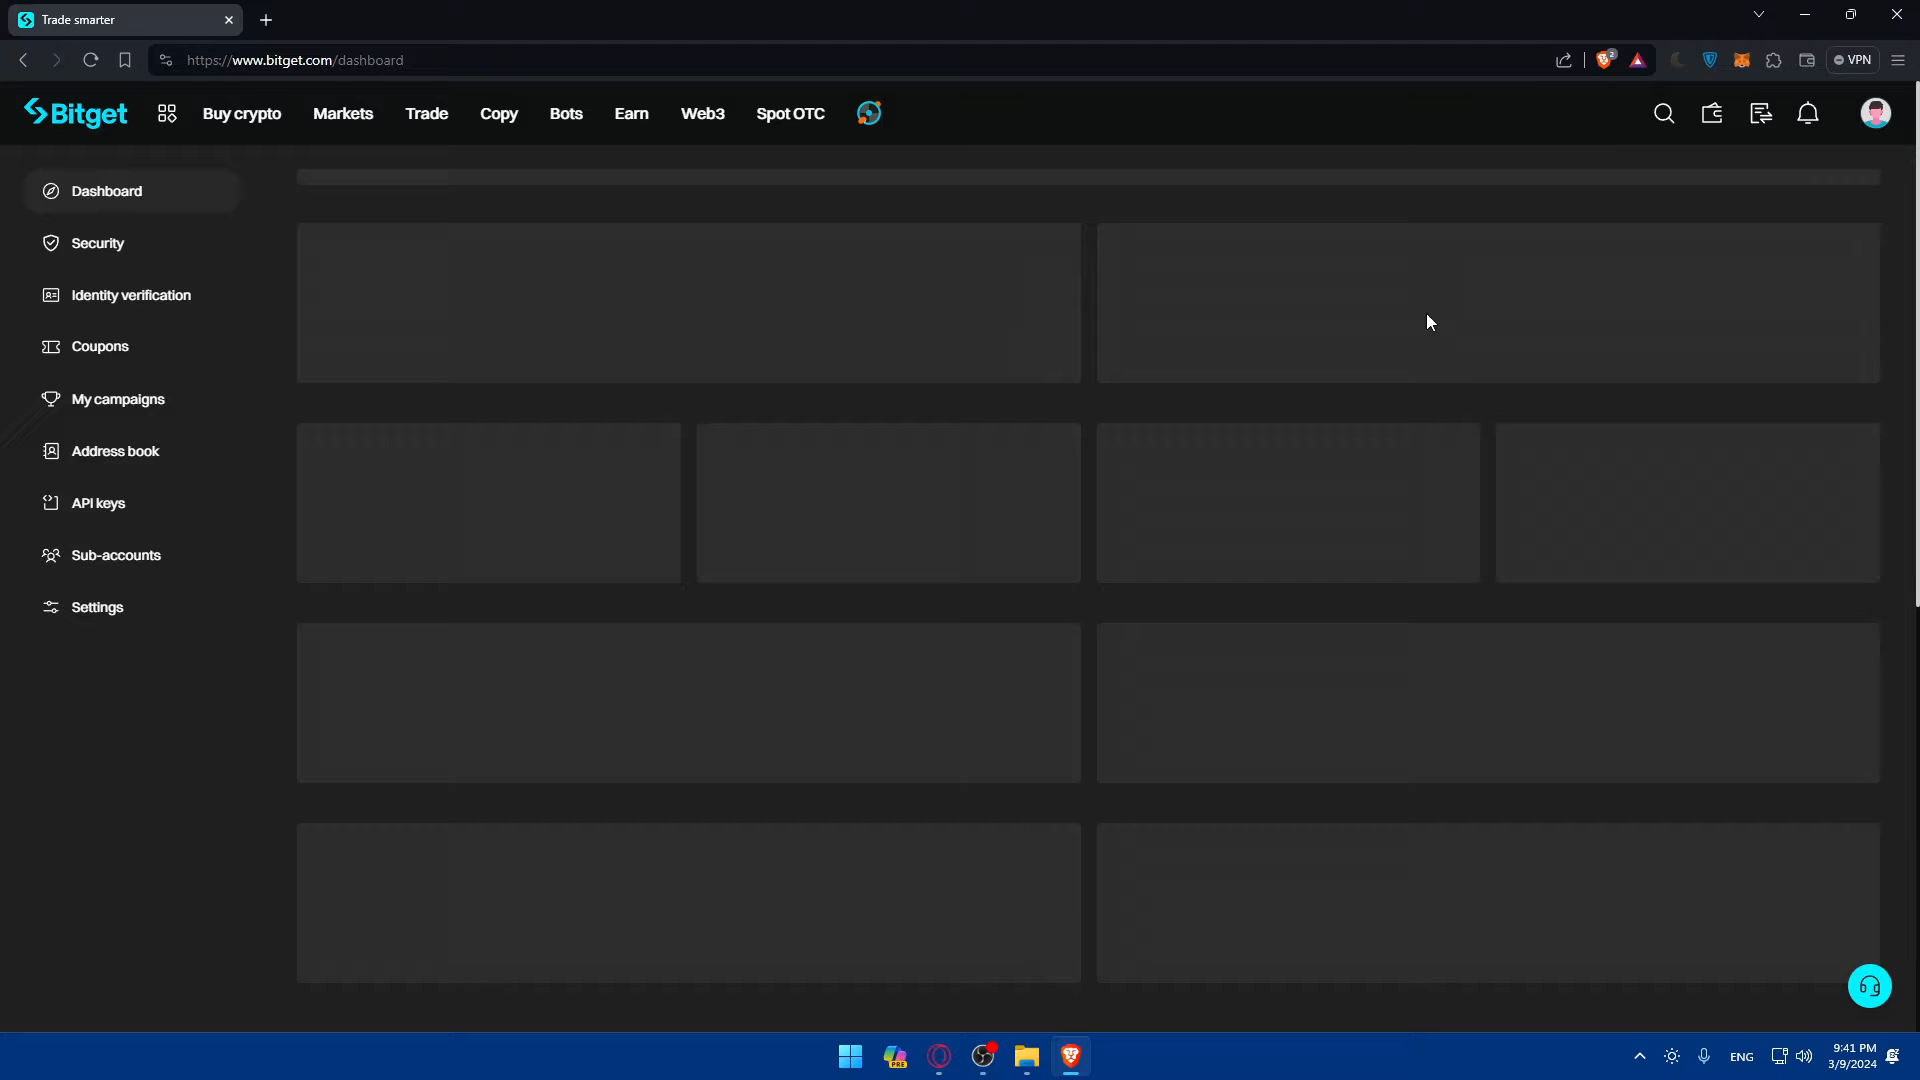 Trade smarter
https://www.bitget.com/dashboard
2
VPN
Bitget
Buy crypto
Markets
Trade
Copy
Bots
Earn
Web3
Spot OTC
Dashboard
Security
Identity verification
Coupons
My campaigns
Address book
API keys
Sub-accounts
Settings
PRE
ENG
9:41 PM
3/9/2024